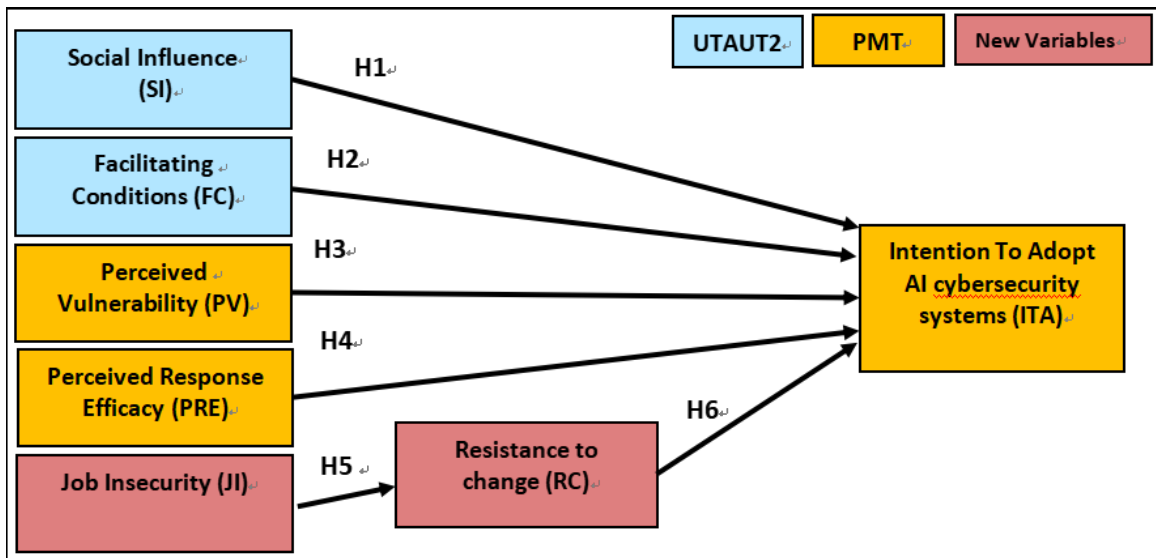 UTAUT2
PMT
New Variables
Social Influence
(SI)
H1
Facilitating
Conditions (FC)
H2
Perceived
Vulnerability (PV)
H3
Intention To Adopt
AI cybersecurity
systems (ITA)
Perceived Response
Efficacy (PRE)
H4
Job Insecurity (JI)
H5
Resistance to
change (RC)
H6